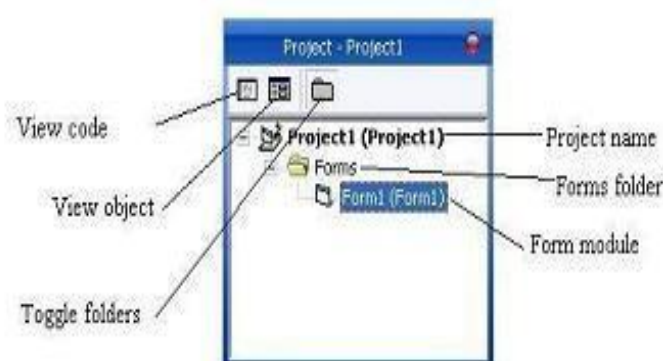 Project - Project1
View code
Project1 (Project1)
Project name
Forms
Forms folder
View object
Form1 (Form1)
Form module
Toggle folders